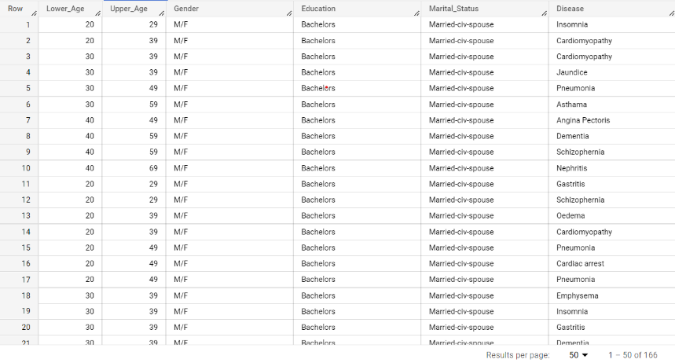 Row Lower_Age Upper_Age Gender Education Marital_Status Disease
1 20 29 M/F Bachelors Married-civ-spouse Insomnia
2 20 39 M/F Bachelors Married-civ-spouse Cardiomyopathy
3 30 39 M/F Bachelors Married-civ-spouse Cardiomyopathy
4 30 39 M/F Bachelors Married-civ-spouse Jaundice
5 30 49 M/F Bachelors Married-civ-spouse Pneumonia
6 30 59 M/F Bachelors Married-civ-spouse Asthama
7 40 49 M/F Bachelors Married-civ-spouse Angina Pectoris
8 40 59 M/F Bachelors Married-civ-spouse Dementia
9 40 59 M/F Bachelors Married-civ-spouse Schizophernia
10 40 69 M/F Bachelors Married-civ-spouse Nephritis
11 20 29 M/F Bachelors Married-civ-spouse Gastritis
12 20 29 M/F Bachelors Married-civ-spouse Schizophernia
13 20 39 M/F Bachelors Married-civ-spouse Oedema
14 20 39 M/F Bachelors Married-civ-spouse Cardiomyopathy
15 20 49 M/F Bachelors Married-civ-spouse Pneumonia
16 20 49 M/F Bachelors Married-civ-spouse Cardiac arrest
17 20 49 M/F Bachelors Married-civ-spouse Pneumonia
18 30 39 M/F Bachelors Married-civ-spouse Emphysema
19 30 39 M/F Bachelors Married-civ-spouse Insomnia
20 30 39 M/F Bachelors Married-civ-spouse Gastritis
21 30 39 M/F Bachelors Married-civ-spouse Dementia
Results per page: 50 1 – 50 of 166